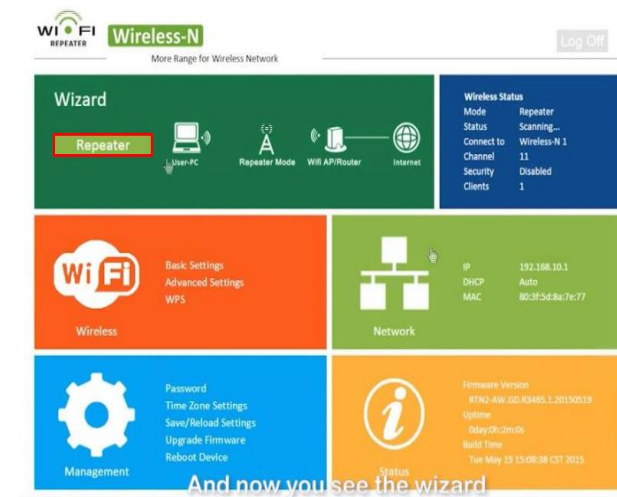 WI FI
REPEATER
Wireless-N
More Range for Wireless Network
Log Off
Wizard
Repeater
User-PC
Repeater Mode
Wifi AP/Router
Internet
Wireless Status
Mode Repeater
Status Scanning...
Connect to Wireless-N 1
Channel 11
Security Disabled
Clients 1
Wi Fi
Basic Settings
Advanced Settings
WPS
Wireless
IP 192.168.10.1
DHCP Auto
MAC 80:3f:5d:8a:7e:77
Network
Password
Time Zone Settings
Save/Reload Settings
Upgrade Firmware
Reboot Device
Management
Firmware Version
RTN2-AW.GD.R3465.1.20150519
Uptime
0day:0h:2m:0s
Build Time
Tue May 19 15:08:38 CST 2015
Status
And now you see the wizard